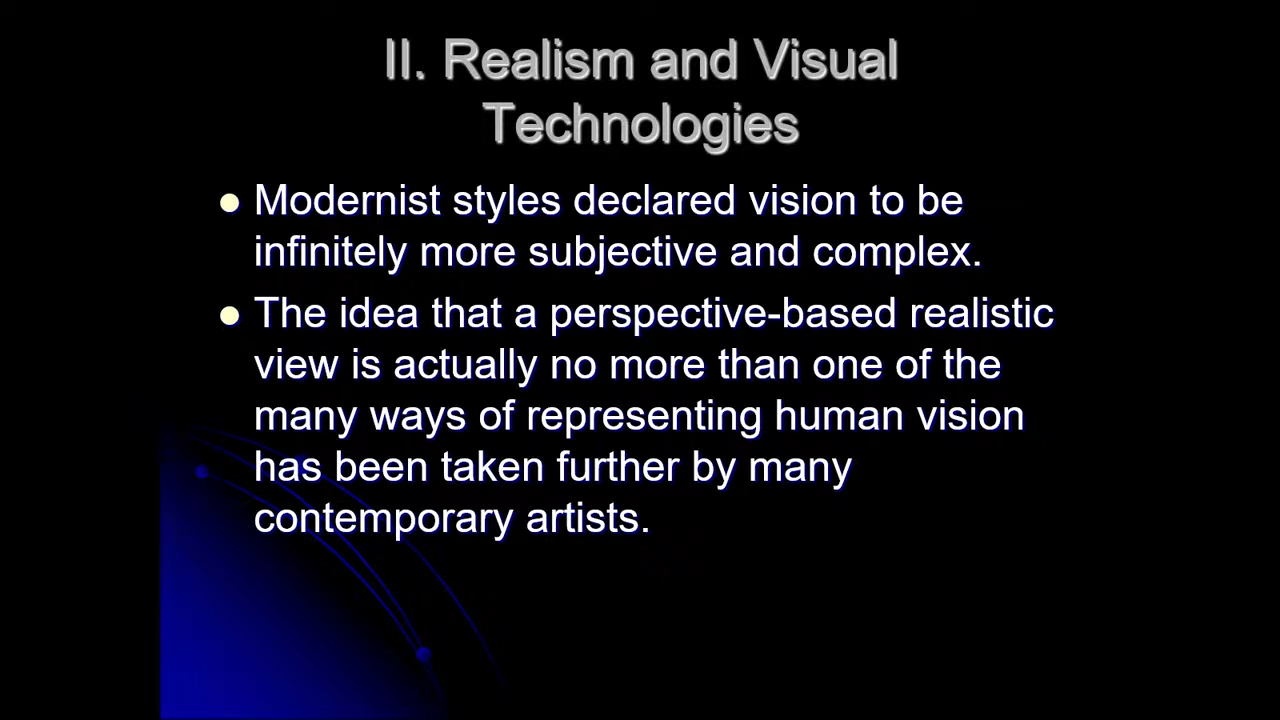 II. Realism and Visual
Technologies
Modernist styles declared vision to be
infinitely more subjective and complex.
The idea that a perspective-based realistic
view is actually no more than one of the
many ways of representing human vision
has been taken further by many
contemporary artists.